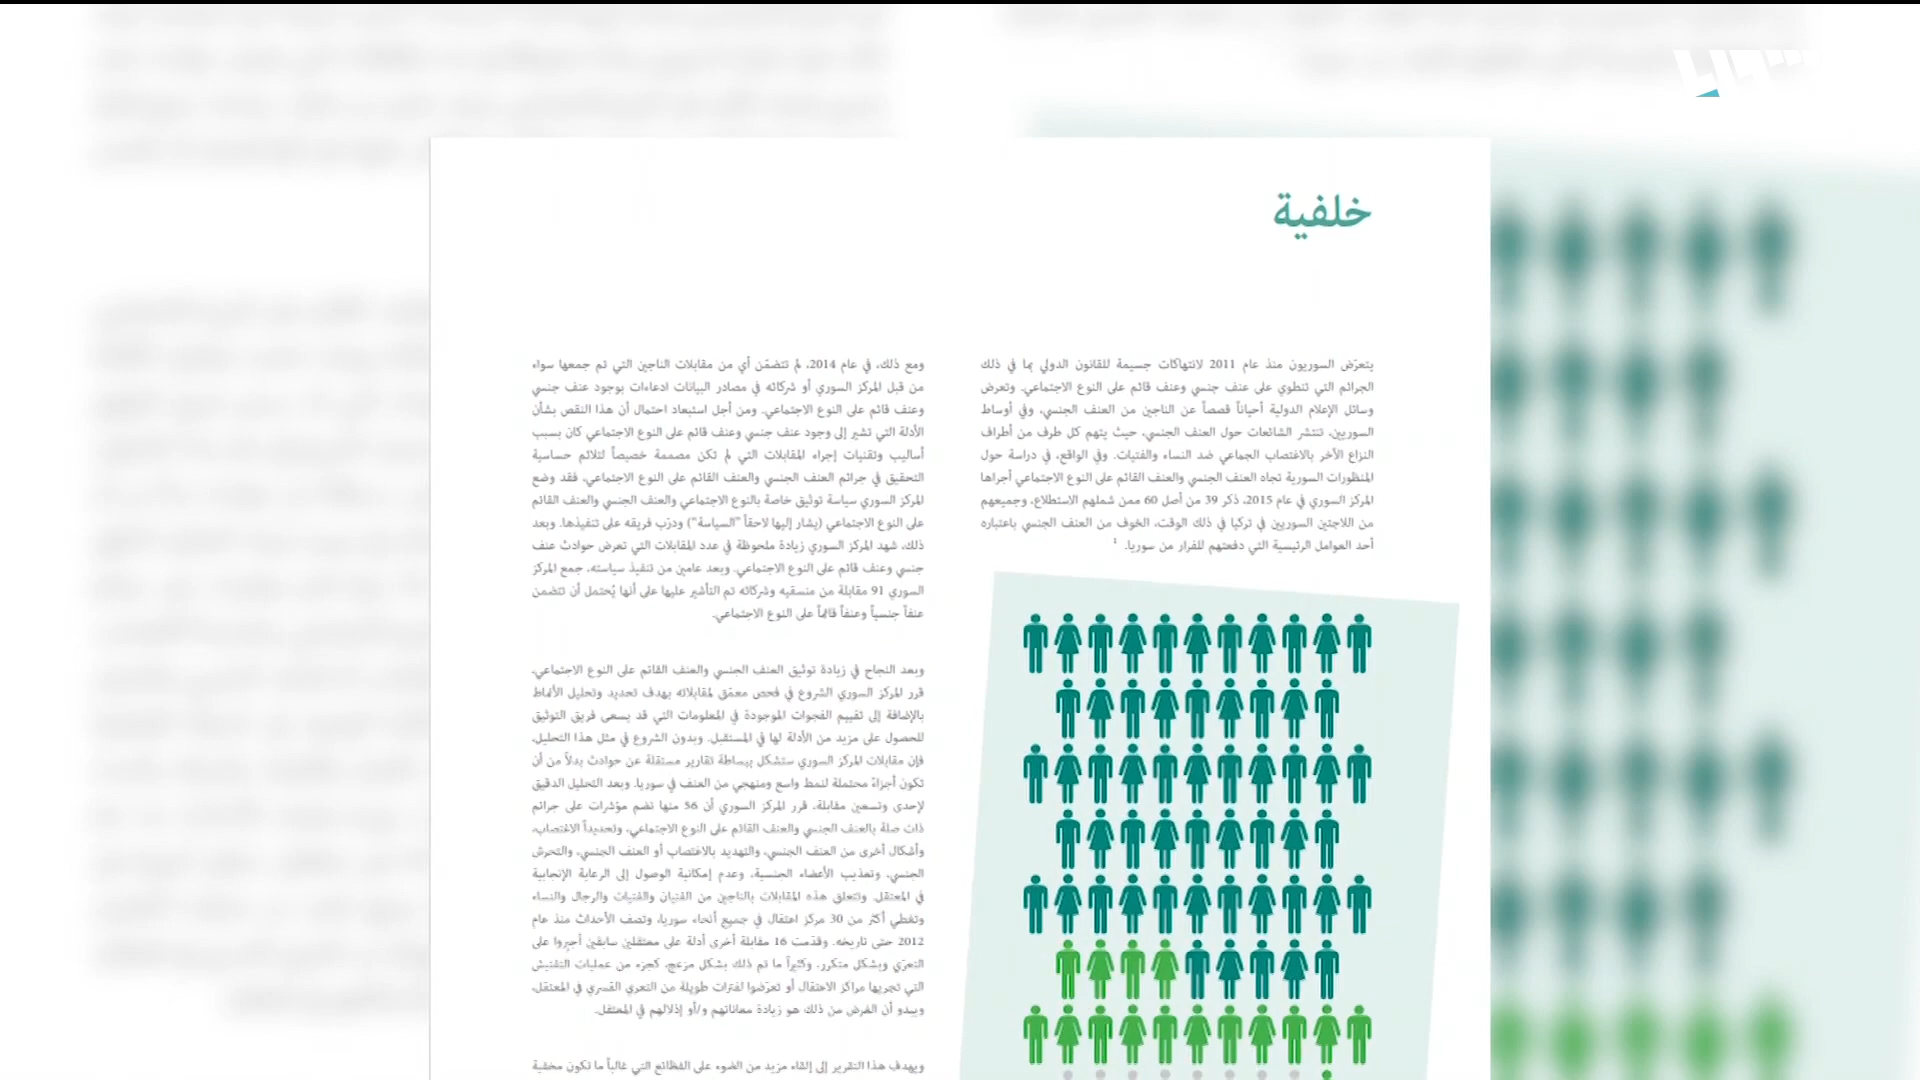 خلفية
يتعرّض السوريون منذ عام 2011 لانتهاكات جسيمة للقانون الدولي بما في ذلك
الجرائم التي تنطوي على عنف جنسي وعنف قائم على النوع الاجتماعي. وتعرض
وسائل الإعلام الدولية أحياناً قصصاً عن الناجين من العنف الجنسي، وفي أوساط
السوريين، تنتشر الشائعات حول العنف الجنسي، حيث يتهم كل طرف من أطراف
النزاع الآخر بالاغتصاب الجماعي ضد النساء والفتيات. وفي الواقع، في دراسة حول
المنظورات السورية تجاه العنف الجنسي والعنف القائم على النوع الاجتماعي أجراها
المركز السوري في عام 2015، ذكر 39 من أصل 60 ممن شملهم الاستطلاع، وجميعهم
من اللاجئين السوريين في تركيا في ذلك الوقت، الخوف من العنف الجنسي باعتباره
أحد العوامل الرئيسية التي دفعتهم للفرار من سوريا. 1
ومع ذلك، في عام 2014، لم تتضمّن أي من مقابلات الناجين التي تم جمعها سواء
من قبل المركز السوري أو شركائه في مصادر البيانات ادعاءات بوجود عنف جنسي
وعنف قائم على النوع الاجتماعي. ومن أجل استبعاد احتمال أن هذا النقص بشأن
الأدلة التي تشير إلى وجود عنف جنسي وعنف قائم على النوع الاجتماعي كان بسبب
أساليب وتقنيات إجراء المقابلات التي لم تكن مصممة خصيصاً لتلائم حساسية
التحقيق في جرائم العنف الجنسي والعنف القائم على النوع الاجتماعي، فقد وضع
المركز السوري سياسة توثيق خاصة بالنوع الاجتماعي والعنف الجنسي والعنف القائم
على النوع الاجتماعي (يشار إليها لاحقاً "السياسة") ودرّب فريقه على تنفيذها. وبعد
ذلك، شهد المركز السوري زيادة ملحوظة في عدد المقابلات التي تعرض حوادث عنف
جنسي وعنف قائم على النوع الاجتماعي. وبعد عامين من تنفيذ سياسته، جمع المركز
السوري 91 مقابلة من منسقيه وشركائه تم التأشير عليها على أنها يُحتمل أن تتضمن
عنفاً جنسياً وعنفاً قائماً على النوع الاجتماعي.
وبعد النجاح في زيادة توثيق العنف الجنسي والعنف القائم على النوع الاجتماعي،
قرر المركز السوري الشروع في فحص معمّق لمقابلاته بهدف تحديد وتحليل الأنماط
بالإضافة إلى تقييم الفجوات الموجودة في المعلومات التي قد يسعى فريق التوثيق
للحصول على مزيد من الأدلة لها في المستقبل. وبدون الشروع في مثل هذا التحليل،
فإن مقابلات المركز السوري ستشكل ببساطة تقارير مستقلة عن حوادث بدلاً من أن
تكون أجزاءً محتملة لنمط واسع ومنهجي من العنف في سوريا. وبعد التحليل الدقيق
لإحدى وتسعين مقابلة، قرر المركز السوري أن 56 منها تضم مؤشرات على جرائم
ذات صلة بالعنف الجنسي والعنف القائم على النوع الاجتماعي، وتحديداً الاغتصاب،
وأشكال أخرى من العنف الجنسي، والتهديد بالاغتصاب أو العنف الجنسي، والتحرش
الجنسي، وتعذيب الأعضاء الجنسية، وعدم إمكانية الوصول إلى الرعاية الإنجابية
في المعتقل. وتتعلق هذه المقابلات بالناجين من الفتيان والفتيات والرجال والنساء
وتغطي أكثر من 30 مركز اعتقال في جميع أنحاء سوريا، وتصف الأحداث منذ عام
2012 حتى تاريخه. وقدّمت 16 مقابلة أخرى أدلة على معتقلين سابقين أُجبروا على
التعرّي وبشكل متكرر. وكثيراً ما تم ذلك بشكل مزعج، كجزء من عمليات التفتيش
التي تجريها مراكز الاعتقال أو تعرّضوا لفترات طويلة من التعري القسري في المعتقل،
ويبدو أن الغرض من ذلك هو زيادة معاناتهم و/أو إذلالهم في المعتقل.
ويهدف هذا التقرير إلى إلقاء مزيد من الضوء على الفظائع التي غالباً ما تكون مخفية